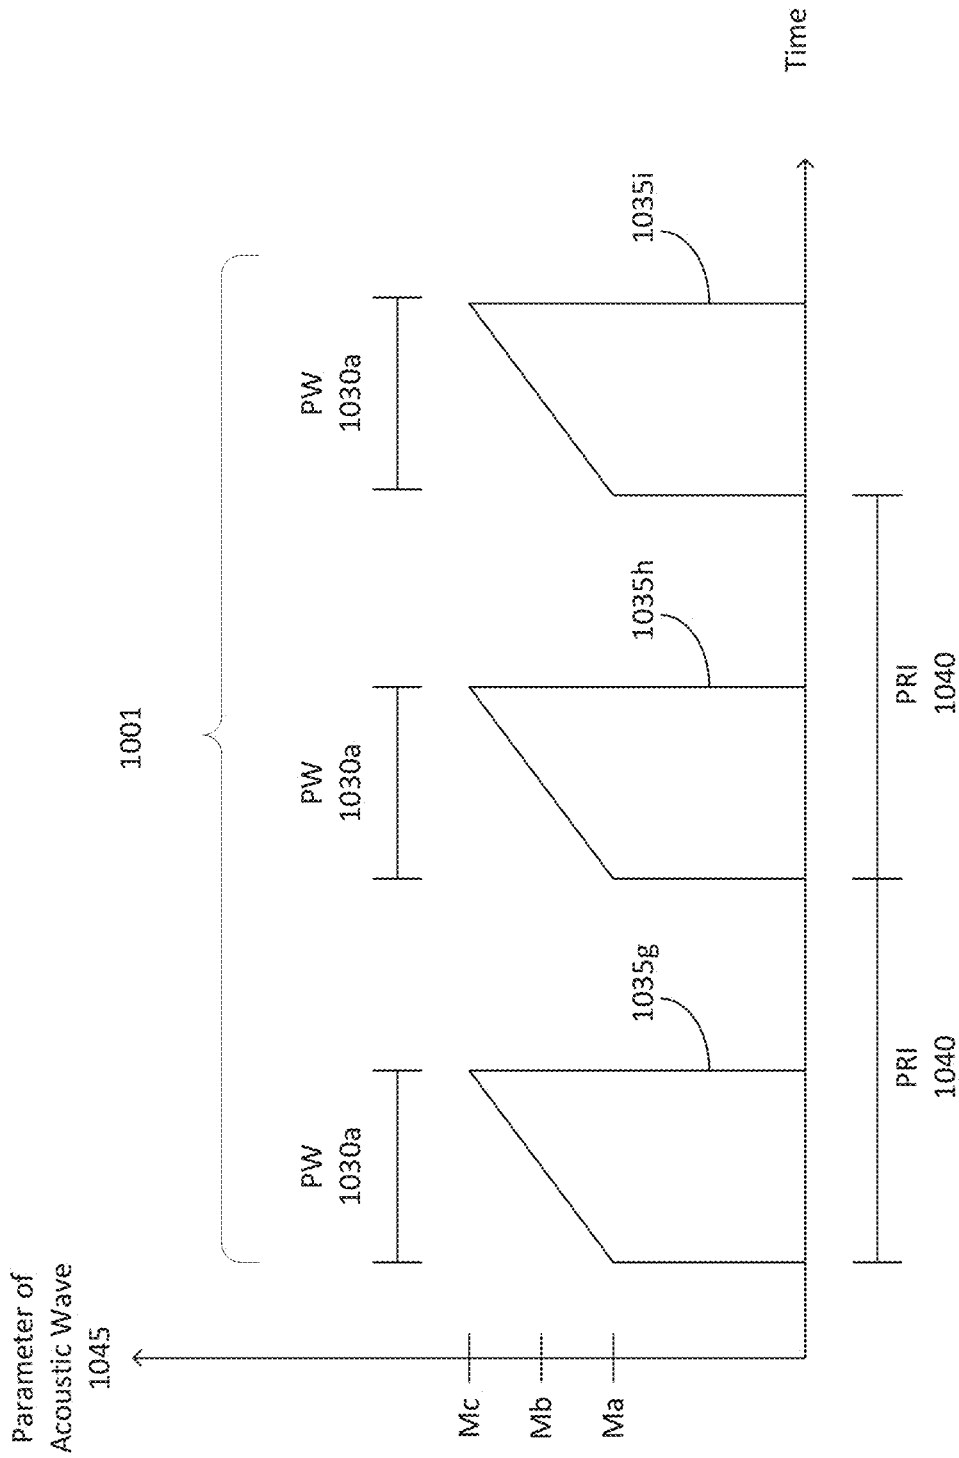 Parameter of
Acoustic Wave
1045
1001
PW
1030a
PW
1030a
PW
1030a
Mc
Mb
Ma
1035g
1035h
1035i
Time
PRI
1040
PRI
1040